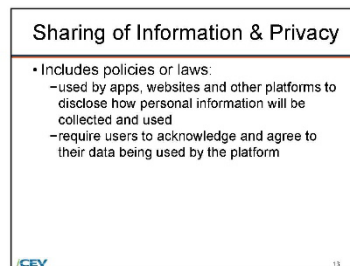 Sharing of Information & Privacy
• Includes policies or laws:
–used by apps, websites and other platforms to
disclose how personal information will be
collected and used
–require users to acknowledge and agree to
their data being used by the platform
iCEV
13